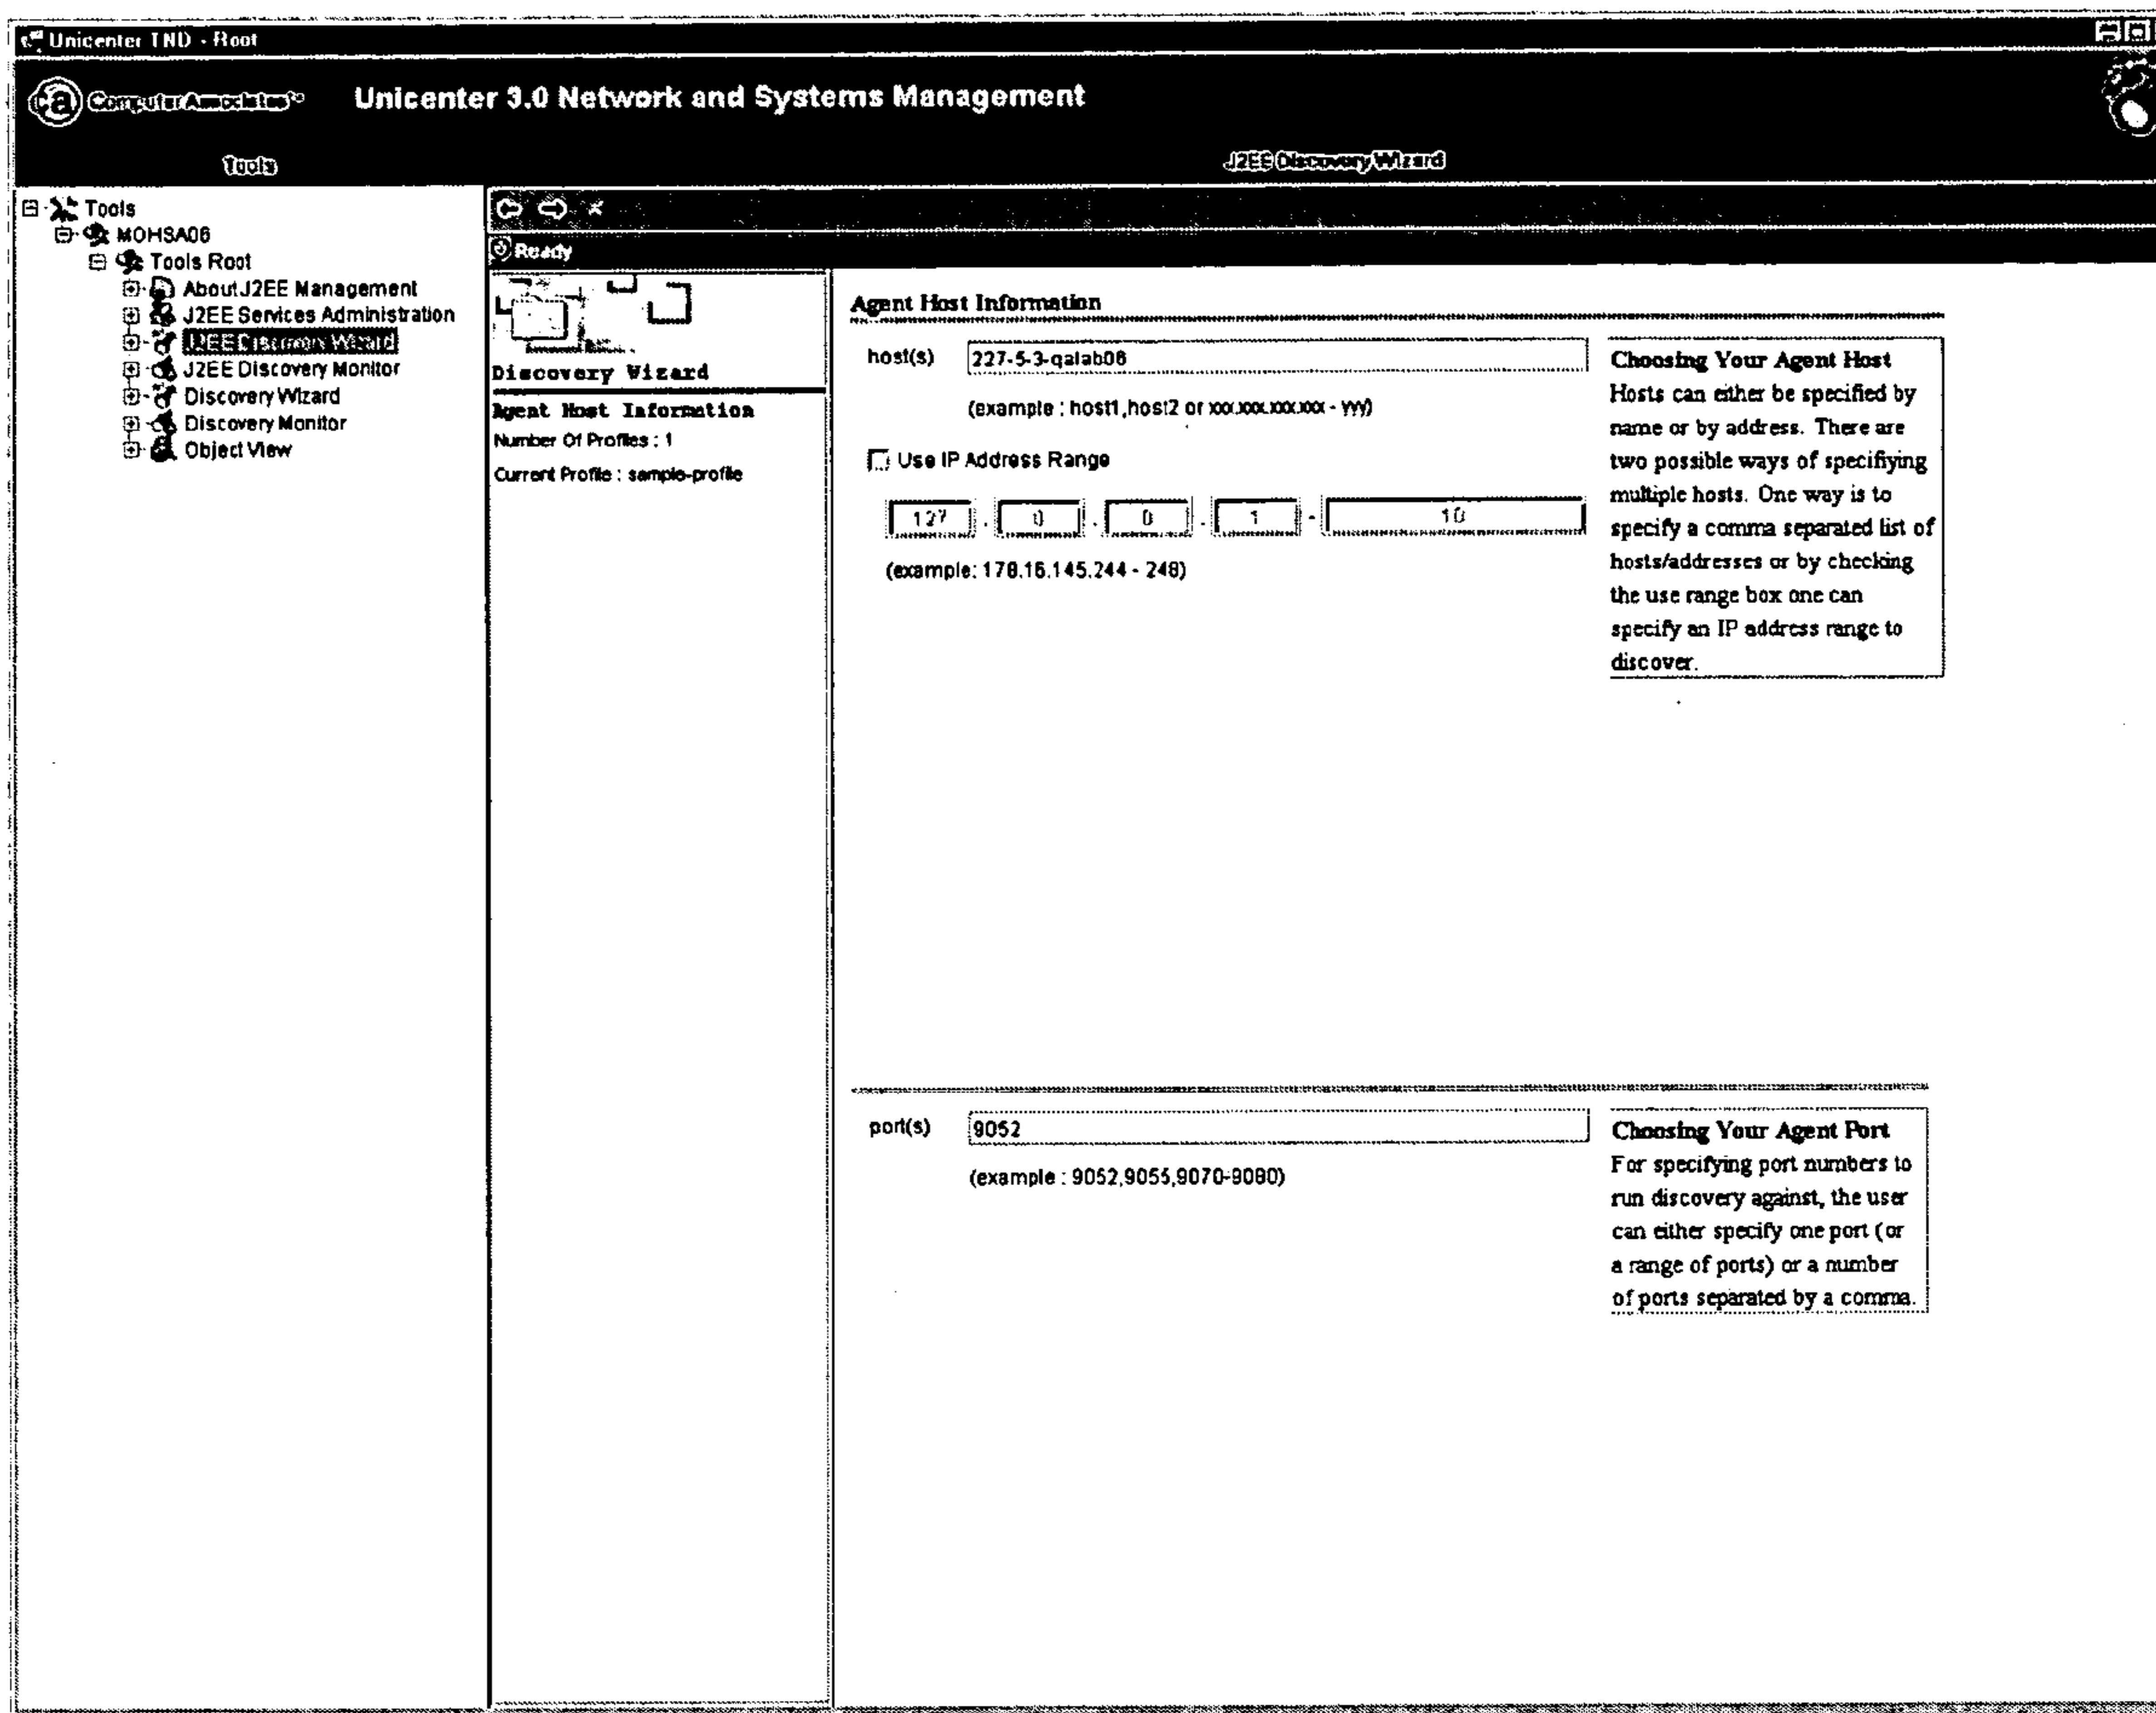 Unicenter TND - Root
Computer Associates
Unicenter 3.0 Network and Systems Management
Tools
J2EE Discovery Wizard
Tools
MOHSA06
Tools Root
About J2EE Management
J2EE Services Administration
J2EE Discovery Wizard
J2EE Discovery Monitor
Discovery Wizard
Discovery Monitor
Object View
Ready
Discovery Wizard
Agent Host Information
Number Of Profiles : 1
Current Profile : sample-profile
Agent Host Information
host(s)
227-5-3-qalab06
(example : host1,host2 or xxx.xxx.xxx.xxx - yyy)
Use IP Address Range
127 . 0 . 0 . 1 - 10
(example: 178.16.145.244 - 248)
Choosing Your Agent Host
Hosts can either be specified by
name or by address. There are
two possible ways of specifiying
multiple hosts. One way is to
specify a comma separated list of
hosts/addresses or by checking
the use range box one can
specify an IP address range to
discover.
port(s)
9052
(example : 9052,9055,9070-9080)
Choosing Your Agent Port
For specifying port numbers to
run discovery against, the user
can either specify one port (or
a range of ports) or a number
of ports separated by a comma.